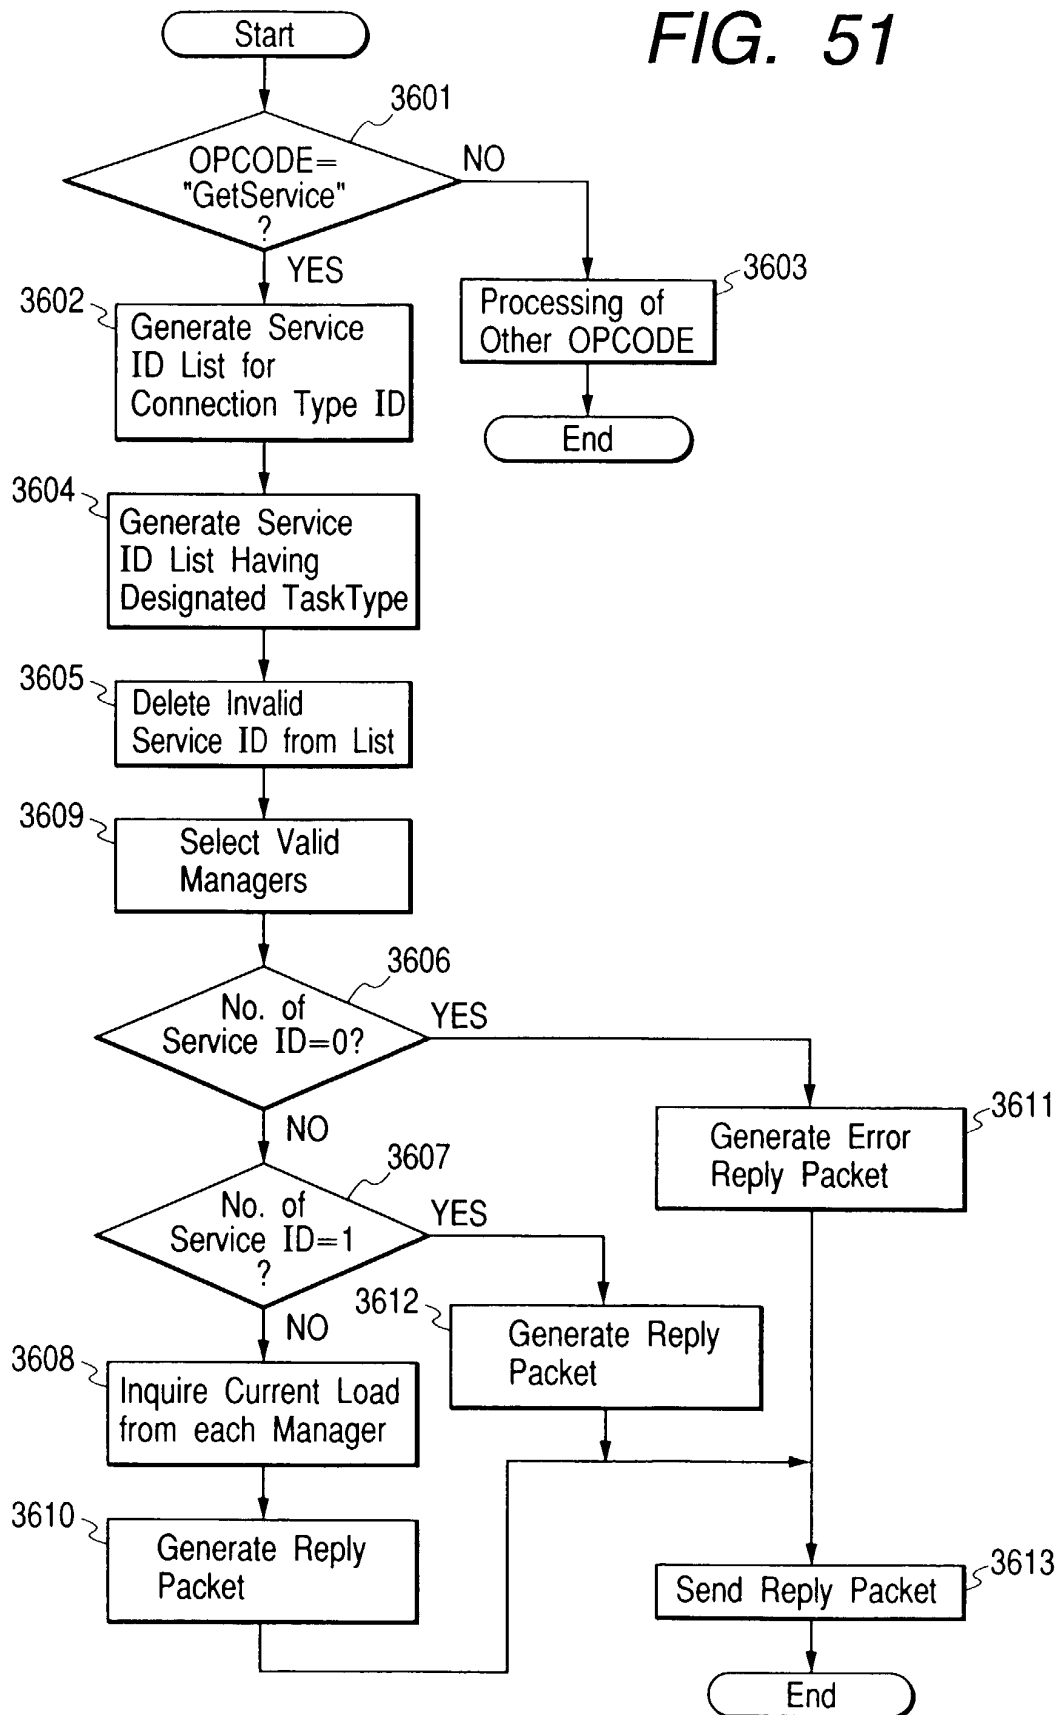 FIG. 51
Start
3601
OPCODE=
"GetService"
?
NO
YES
3602
Generate Service
ID List for
Connection Type ID
3603
Processing of
Other OPCODE
End
3604
Generate Service
ID List Having
Designated TaskType
3605
Delete Invalid
Service ID from List
3609
Select Valid
Managers
3606
No. of
Service ID=0?
YES
NO
3611
Generate Error
Reply Packet
3607
No. of
Service ID=1
?
YES
NO
3612
Generate Reply
Packet
3608
Inquire Current Load
from each Manager
3610
Generate Reply
Packet
3613
Send Reply Packet
End